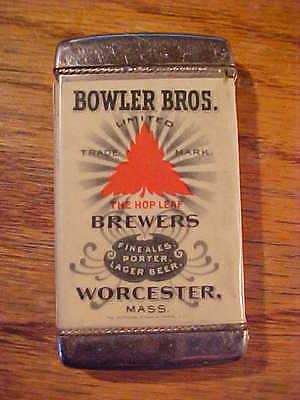 BOWLER BROS.
LIMITED
TRADE MARK.
THE HOP LEAF
BREWERS
FINE ALES,
PORTER,
LAGER BEER.
WORCESTER,
MASS.